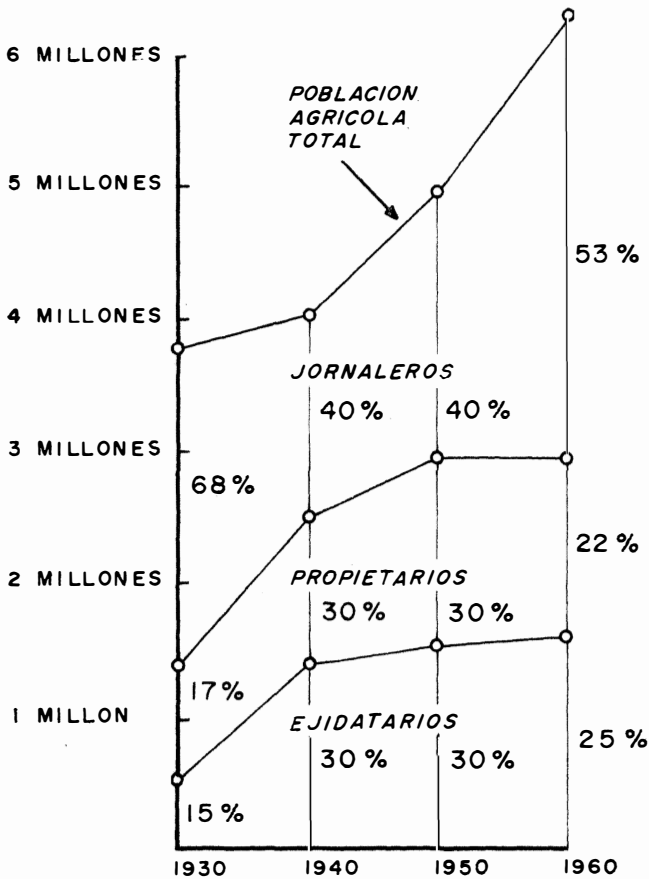 6 MILLONES
POBLACION
AGRICOLA
TOTAL
5 MILLONES
53 %
4 MILLONES
JORNALEROS
40 % 40 %
3 MILLONES
68 %
22 %
2 MILLONES
PROPIETARIOS
30 % 30 %
17 %
1 MILLON
EJIDATARIOS
30 % 30 %
25 %
15 %
1930 1940 1950 1960